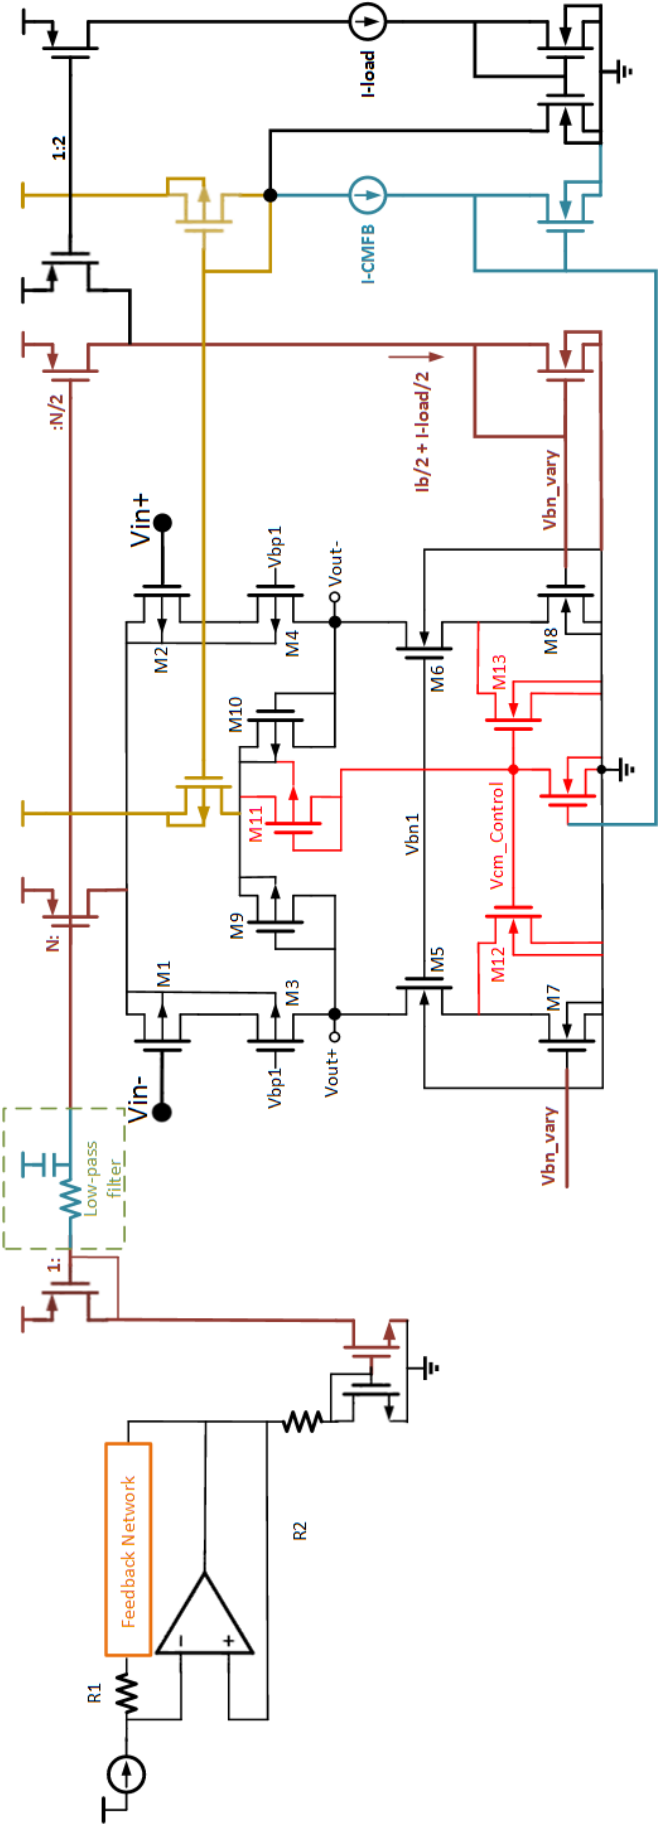 R1
Feedback Network
−
+
R2
1:
Low-pass
filter
N:
:N/2
1:2
Vin-
Vin+
M1
M2
Vbp1
M3
M4
Vbp1
Vout+
Vout-
M9
M10
M11
M5
Vbn1
M6
Vcm_Control
M12
M13
M7
M8
Vbn_vary
Vbn_vary
Ib/2 + I-load/2
I-CMFB
I-load